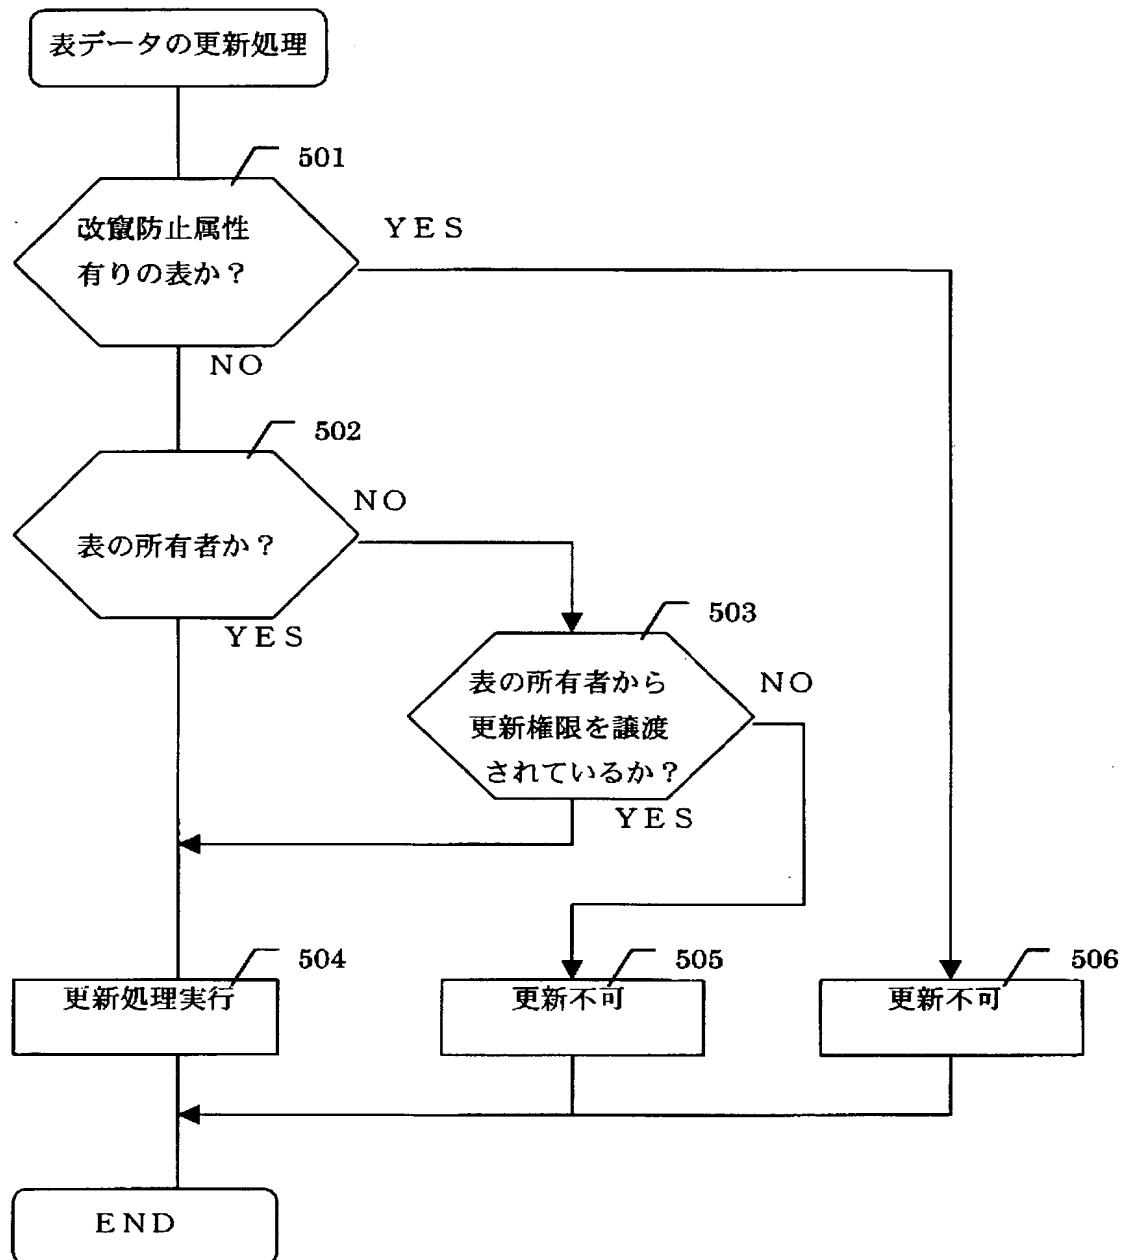 表データの更新処理
501
改竄防止属性
有りの表か？
YES
NO
502
表の所有者か？
NO
YES
503
表の所有者から
更新権限を譲渡
されているか？
NO
YES
504
更新処理実行
505
更新不可
506
更新不可
END